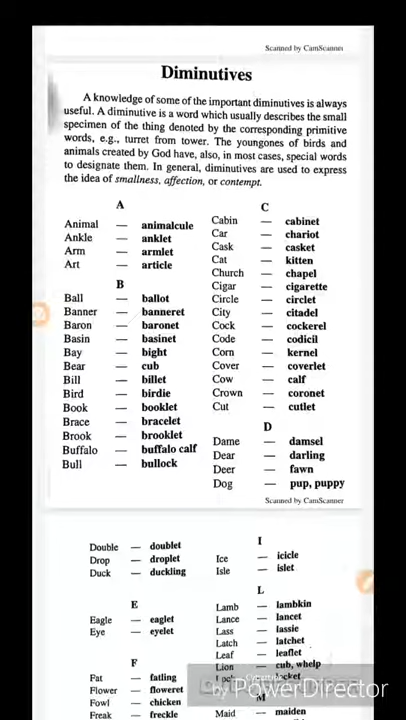 Scanned by CamScanner
Diminutives
A knowledge of some of the important diminutives is always
useful. A diminutive is a word which usually describes the small
specimen of the thing denoted by the corresponding primitive
words, e.g., turret from tower. The youngones of birds and
animals created by God have, also, in most cases, special words
to designate them. In general, diminutives are used to express
the idea of smallness, affection, or contempt.
A
Animal — animalcule
Ankle — anklet
Arm — armlet
Art — article
B
Ball — ballot
Banner — banneret
Baron — baronet
Basin — basinet
Bay — bight
Bear — cub
Bill — billet
Bird — birdie
Book — booklet
Brace — bracelet
Brook — brooklet
Buffalo — buffalo calf
Bull — bullock
C
Cabin — cabinet
Car — chariot
Cask — casket
Cat — kitten
Church — chapel
Cigar — cigarette
Circle — circlet
City — citadel
Cock — cockerel
Code — codicil
Corn — kernel
Cover — coverlet
Cow — calf
Crown — coronet
Cut — cutlet
D
Dame — damsel
Dear — darling
Deer — fawn
Dog — pup, puppy
Scanned by CamScanner
Double — doublet
Drop — droplet
Duck — duckling
E
Eagle — eaglet
Eye — eyelet
F
Fat — fatling
Flower — floweret
Fowl — chicken
Freak — freckle
I
Ice — icicle
Isle — islet
L
Lamb — lambkin
Lance — lancet
Lass — lassie
Latch — latchet
Leaf — leaflet
Lion — cub, whelp
M
Maid — maiden
by PowerDirector